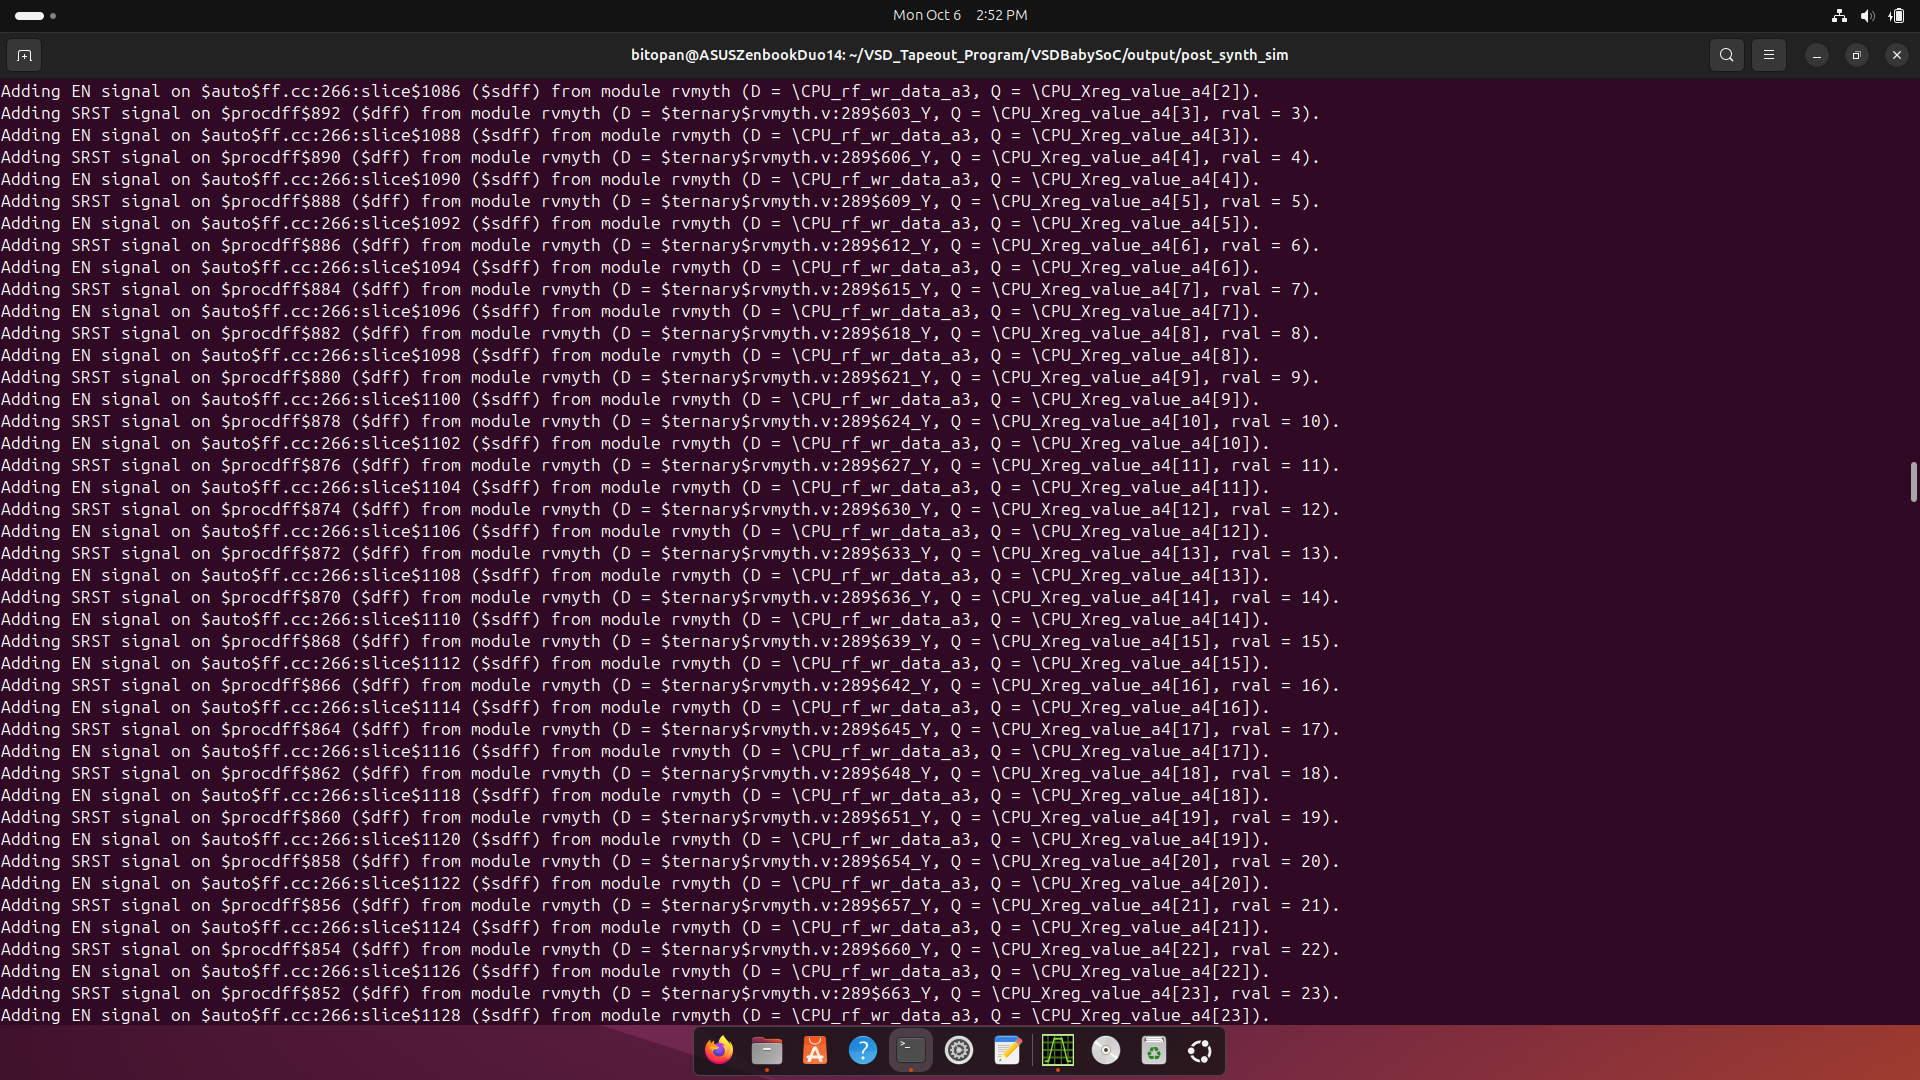 Mon Oct 6 2:52 PM
bitopan@ASUSZenbookDuo14: ~/VSD_Tapeout_Program/VSDBabySoC/output/post_synth_sim
Adding EN signal on $auto$ff.cc:266:slice$1086 ($sdff) from module rvmyth (D = \CPU_rf_wr_data_a3, Q = \CPU_Xreg_value_a4[2]).
Adding SRST signal on $procdff$892 ($dff) from module rvmyth (D = $ternary$rvmyth.v:289$603_Y, Q = \CPU_Xreg_value_a4[3], rval = 3).
Adding EN signal on $auto$ff.cc:266:slice$1088 ($sdff) from module rvmyth (D = \CPU_rf_wr_data_a3, Q = \CPU_Xreg_value_a4[3]).
Adding SRST signal on $procdff$890 ($dff) from module rvmyth (D = $ternary$rvmyth.v:289$606_Y, Q = \CPU_Xreg_value_a4[4], rval = 4).
Adding EN signal on $auto$ff.cc:266:slice$1090 ($sdff) from module rvmyth (D = \CPU_rf_wr_data_a3, Q = \CPU_Xreg_value_a4[4]).
Adding SRST signal on $procdff$888 ($dff) from module rvmyth (D = $ternary$rvmyth.v:289$609_Y, Q = \CPU_Xreg_value_a4[5], rval = 5).
Adding EN signal on $auto$ff.cc:266:slice$1092 ($sdff) from module rvmyth (D = \CPU_rf_wr_data_a3, Q = \CPU_Xreg_value_a4[5]).
Adding SRST signal on $procdff$886 ($dff) from module rvmyth (D = $ternary$rvmyth.v:289$612_Y, Q = \CPU_Xreg_value_a4[6], rval = 6).
Adding EN signal on $auto$ff.cc:266:slice$1094 ($sdff) from module rvmyth (D = \CPU_rf_wr_data_a3, Q = \CPU_Xreg_value_a4[6]).
Adding SRST signal on $procdff$884 ($dff) from module rvmyth (D = $ternary$rvmyth.v:289$615_Y, Q = \CPU_Xreg_value_a4[7], rval = 7).
Adding EN signal on $auto$ff.cc:266:slice$1096 ($sdff) from module rvmyth (D = \CPU_rf_wr_data_a3, Q = \CPU_Xreg_value_a4[7]).
Adding SRST signal on $procdff$882 ($dff) from module rvmyth (D = $ternary$rvmyth.v:289$618_Y, Q = \CPU_Xreg_value_a4[8], rval = 8).
Adding EN signal on $auto$ff.cc:266:slice$1098 ($sdff) from module rvmyth (D = \CPU_rf_wr_data_a3, Q = \CPU_Xreg_value_a4[8]).
Adding SRST signal on $procdff$880 ($dff) from module rvmyth (D = $ternary$rvmyth.v:289$621_Y, Q = \CPU_Xreg_value_a4[9], rval = 9).
Adding EN signal on $auto$ff.cc:266:slice$1100 ($sdff) from module rvmyth (D = \CPU_rf_wr_data_a3, Q = \CPU_Xreg_value_a4[9]).
Adding SRST signal on $procdff$878 ($dff) from module rvmyth (D = $ternary$rvmyth.v:289$624_Y, Q = \CPU_Xreg_value_a4[10], rval = 10).
Adding EN signal on $auto$ff.cc:266:slice$1102 ($sdff) from module rvmyth (D = \CPU_rf_wr_data_a3, Q = \CPU_Xreg_value_a4[10]).
Adding SRST signal on $procdff$876 ($dff) from module rvmyth (D = $ternary$rvmyth.v:289$627_Y, Q = \CPU_Xreg_value_a4[11], rval = 11).
Adding EN signal on $auto$ff.cc:266:slice$1104 ($sdff) from module rvmyth (D = \CPU_rf_wr_data_a3, Q = \CPU_Xreg_value_a4[11]).
Adding SRST signal on $procdff$874 ($dff) from module rvmyth (D = $ternary$rvmyth.v:289$630_Y, Q = \CPU_Xreg_value_a4[12], rval = 12).
Adding EN signal on $auto$ff.cc:266:slice$1106 ($sdff) from module rvmyth (D = \CPU_rf_wr_data_a3, Q = \CPU_Xreg_value_a4[12]).
Adding SRST signal on $procdff$872 ($dff) from module rvmyth (D = $ternary$rvmyth.v:289$633_Y, Q = \CPU_Xreg_value_a4[13], rval = 13).
Adding EN signal on $auto$ff.cc:266:slice$1108 ($sdff) from module rvmyth (D = \CPU_rf_wr_data_a3, Q = \CPU_Xreg_value_a4[13]).
Adding SRST signal on $procdff$870 ($dff) from module rvmyth (D = $ternary$rvmyth.v:289$636_Y, Q = \CPU_Xreg_value_a4[14], rval = 14).
Adding EN signal on $auto$ff.cc:266:slice$1110 ($sdff) from module rvmyth (D = \CPU_rf_wr_data_a3, Q = \CPU_Xreg_value_a4[14]).
Adding SRST signal on $procdff$868 ($dff) from module rvmyth (D = $ternary$rvmyth.v:289$639_Y, Q = \CPU_Xreg_value_a4[15], rval = 15).
Adding EN signal on $auto$ff.cc:266:slice$1112 ($sdff) from module rvmyth (D = \CPU_rf_wr_data_a3, Q = \CPU_Xreg_value_a4[15]).
Adding SRST signal on $procdff$866 ($dff) from module rvmyth (D = $ternary$rvmyth.v:289$642_Y, Q = \CPU_Xreg_value_a4[16], rval = 16).
Adding EN signal on $auto$ff.cc:266:slice$1114 ($sdff) from module rvmyth (D = \CPU_rf_wr_data_a3, Q = \CPU_Xreg_value_a4[16]).
Adding SRST signal on $procdff$864 ($dff) from module rvmyth (D = $ternary$rvmyth.v:289$645_Y, Q = \CPU_Xreg_value_a4[17], rval = 17).
Adding EN signal on $auto$ff.cc:266:slice$1116 ($sdff) from module rvmyth (D = \CPU_rf_wr_data_a3, Q = \CPU_Xreg_value_a4[17]).
Adding SRST signal on $procdff$862 ($dff) from module rvmyth (D = $ternary$rvmyth.v:289$648_Y, Q = \CPU_Xreg_value_a4[18], rval = 18).
Adding EN signal on $auto$ff.cc:266:slice$1118 ($sdff) from module rvmyth (D = \CPU_rf_wr_data_a3, Q = \CPU_Xreg_value_a4[18]).
Adding SRST signal on $procdff$860 ($dff) from module rvmyth (D = $ternary$rvmyth.v:289$651_Y, Q = \CPU_Xreg_value_a4[19], rval = 19).
Adding EN signal on $auto$ff.cc:266:slice$1120 ($sdff) from module rvmyth (D = \CPU_rf_wr_data_a3, Q = \CPU_Xreg_value_a4[19]).
Adding SRST signal on $procdff$858 ($dff) from module rvmyth (D = $ternary$rvmyth.v:289$654_Y, Q = \CPU_Xreg_value_a4[20], rval = 20).
Adding EN signal on $auto$ff.cc:266:slice$1122 ($sdff) from module rvmyth (D = \CPU_rf_wr_data_a3, Q = \CPU_Xreg_value_a4[20]).
Adding SRST signal on $procdff$856 ($dff) from module rvmyth (D = $ternary$rvmyth.v:289$657_Y, Q = \CPU_Xreg_value_a4[21], rval = 21).
Adding EN signal on $auto$ff.cc:266:slice$1124 ($sdff) from module rvmyth (D = \CPU_rf_wr_data_a3, Q = \CPU_Xreg_value_a4[21]).
Adding SRST signal on $procdff$854 ($dff) from module rvmyth (D = $ternary$rvmyth.v:289$660_Y, Q = \CPU_Xreg_value_a4[22], rval = 22).
Adding EN signal on $auto$ff.cc:266:slice$1126 ($sdff) from module rvmyth (D = \CPU_rf_wr_data_a3, Q = \CPU_Xreg_value_a4[22]).
Adding SRST signal on $procdff$852 ($dff) from module rvmyth (D = $ternary$rvmyth.v:289$663_Y, Q = \CPU_Xreg_value_a4[23], rval = 23).
Adding EN signal on $auto$ff.cc:266:slice$1128 ($sdff) from module rvmyth (D = \CPU_rf_wr_data_a3, Q = \CPU_Xreg_value_a4[23]).